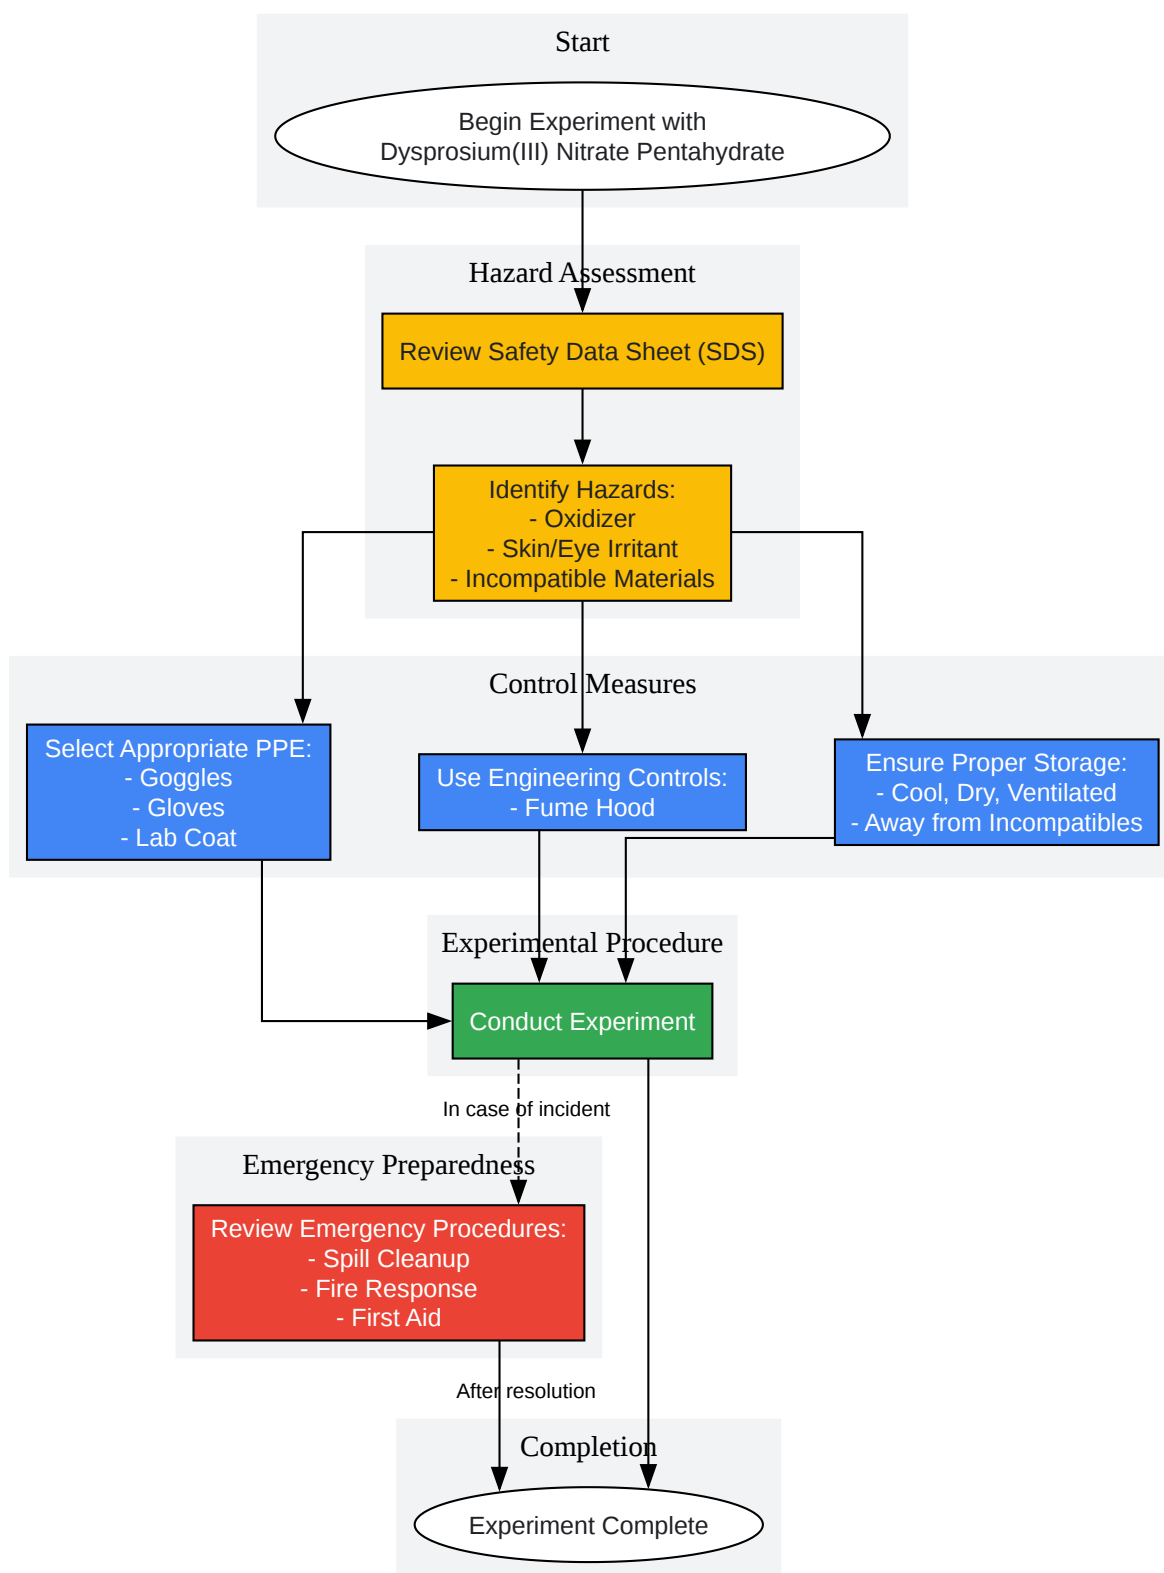 Start
Begin Experiment with
Dysprosium(III) Nitrate Pentahydrate
Hazard Assessment
Review Safety Data Sheet (SDS)
Identify Hazards:
- Oxidizer
- Skin/Eye Irritant
- Incompatible Materials
Control Measures
Select Appropriate PPE:
- Goggles
- Gloves
- Lab Coat
Use Engineering Controls:
- Fume Hood
Ensure Proper Storage:
- Cool, Dry, Ventilated
- Away from Incompatibles
Experimental Procedure
Conduct Experiment
In case of incident
Emergency Preparedness
Review Emergency Procedures:
- Spill Cleanup
- Fire Response
- First Aid
After resolution
Completion
Experiment Complete